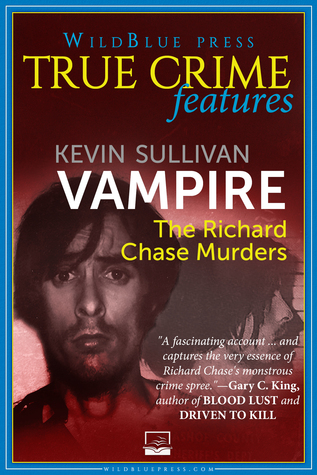 WILDBLUE PRESS
TRUE CRIME
features
KEVIN SULLIVAN
VAMPIRE
The Richard
Chase Murders
"A fascinating account ... and
captures the very essence of
Richard Chase's monstrous
crime spree."—Gary C. King,
author of BLOOD LUST and
DRIVEN TO KILL
WILDBLUEPRESS.COM